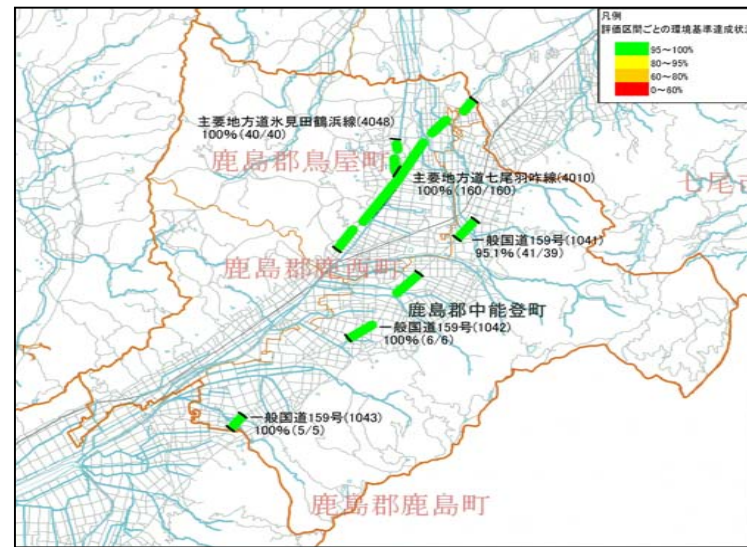 凡例
評価区間ごとの環境基準達成状況
95~100%
80~95%
60~80%
0~60%
主要地方道氷見田鶴浜線(4048)
100%(40/40)
鹿島郡鳥屋町
主要地方道七尾羽咋線(4010)
100%(160/160)
七尾市
一般国道159号(1041)
95.1%(41/39)
鹿島郡鹿西町
鹿島郡中能登町
一般国道159号(1042)
100%(6/6)
一般国道159号(1043)
100%(5/5)
鹿島郡鹿島町